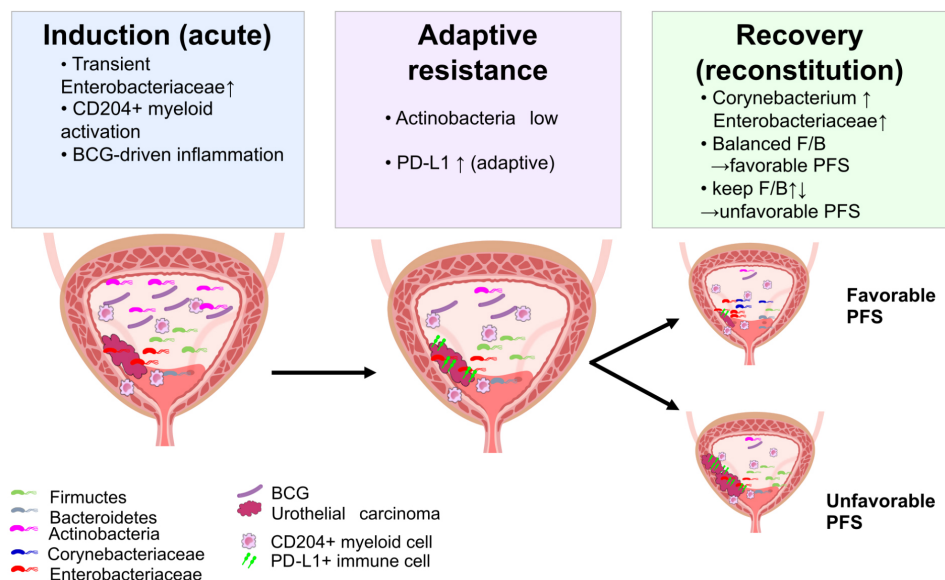 Induction (acute)
• Transient
Enterobacteriaceae↑
• CD204+ myeloid
activation
• BCG-driven inflammation
Adaptive
resistance
• Actinobacteria low
• PD-L1 ↑ (adaptive)
Recovery
(reconstitution)
• Corynebacterium ↑
Enterobacteriaceae↑
• Balanced F/B
→favorable PFS
• keep F/B↑↓
→unfavorable PFS
Favorable
PFS
Unfavorable
PFS
Firmuctes
Bacteroidetes
Actinobacteria
Corynebacteriaceae
Enterobacteriaceae
BCG
Urothelial carcinoma
CD204+ myeloid cell
PD-L1+ immune cell